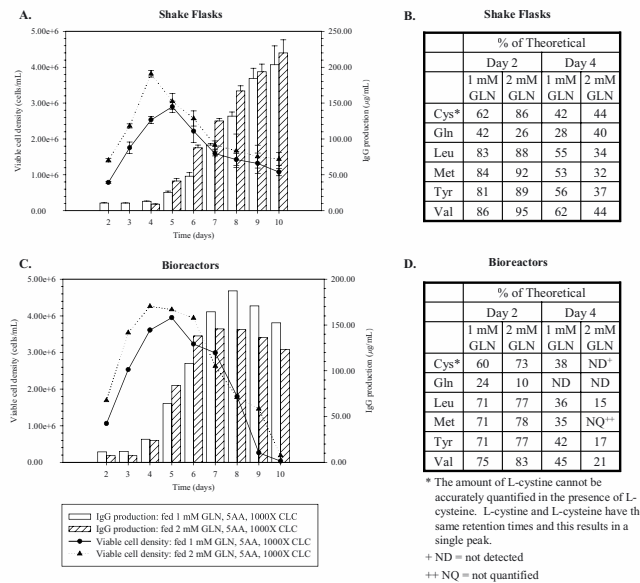 A. Shake Flasks
Viable cell density (cells/mL)
5.00e+6
4.00e+6
3.00e+6
2.00e+6
1.00e+6
0.00
IgG production (µg/mL)
250.00
200.00
150.00
100.00
50.00
0.00
2 3 4 5 6 7 8 9 10
Time (days)
B. Shake Flasks
% of Theoretical
Day 2 Day 4
1 mM GLN 2 mM GLN 1 mM GLN 2 mM GLN
Cys* 62 86 42 44
Gln 42 26 28 40
Leu 83 88 55 34
Met 84 92 53 32
Tyr 81 89 56 37
Val 86 95 62 44
C. Bioreactors
Viable cell density (cells/mL)
5.00e+6
4.00e+6
3.00e+6
2.00e+6
1.00e+6
0.00
IgG production (µg/mL)
200.00
150.00
100.00
50.00
0.00
2 3 4 5 6 7 8 9 10
Time (days)
IgG production: fed 1 mM GLN, 5AA, 1000X CLC
IgG production: fed 2 mM GLN, 5AA, 1000X CLC
Viable cell density: fed 1 mM GLN, 5AA, 1000X CLC
Viable cell density: fed 2 mM GLN, 5AA, 1000X CLC
D. Bioreactors
% of Theoretical
Day 2 Day 4
1 mM GLN 2 mM GLN 1 mM GLN 2 mM GLN
Cys* 60 73 38 ND+
Gln 24 10 ND ND
Leu 71 77 36 15
Met 71 78 35 NQ++
Tyr 71 77 42 17
Val 75 83 45 21
* The amount of L-cystine cannot be
accurately quantified in the presence of L-
cysteine. L-cystine and L-cysteine have th
same retention times and this results in a
single peak.
+ ND = not detected
++ NQ = not quantified